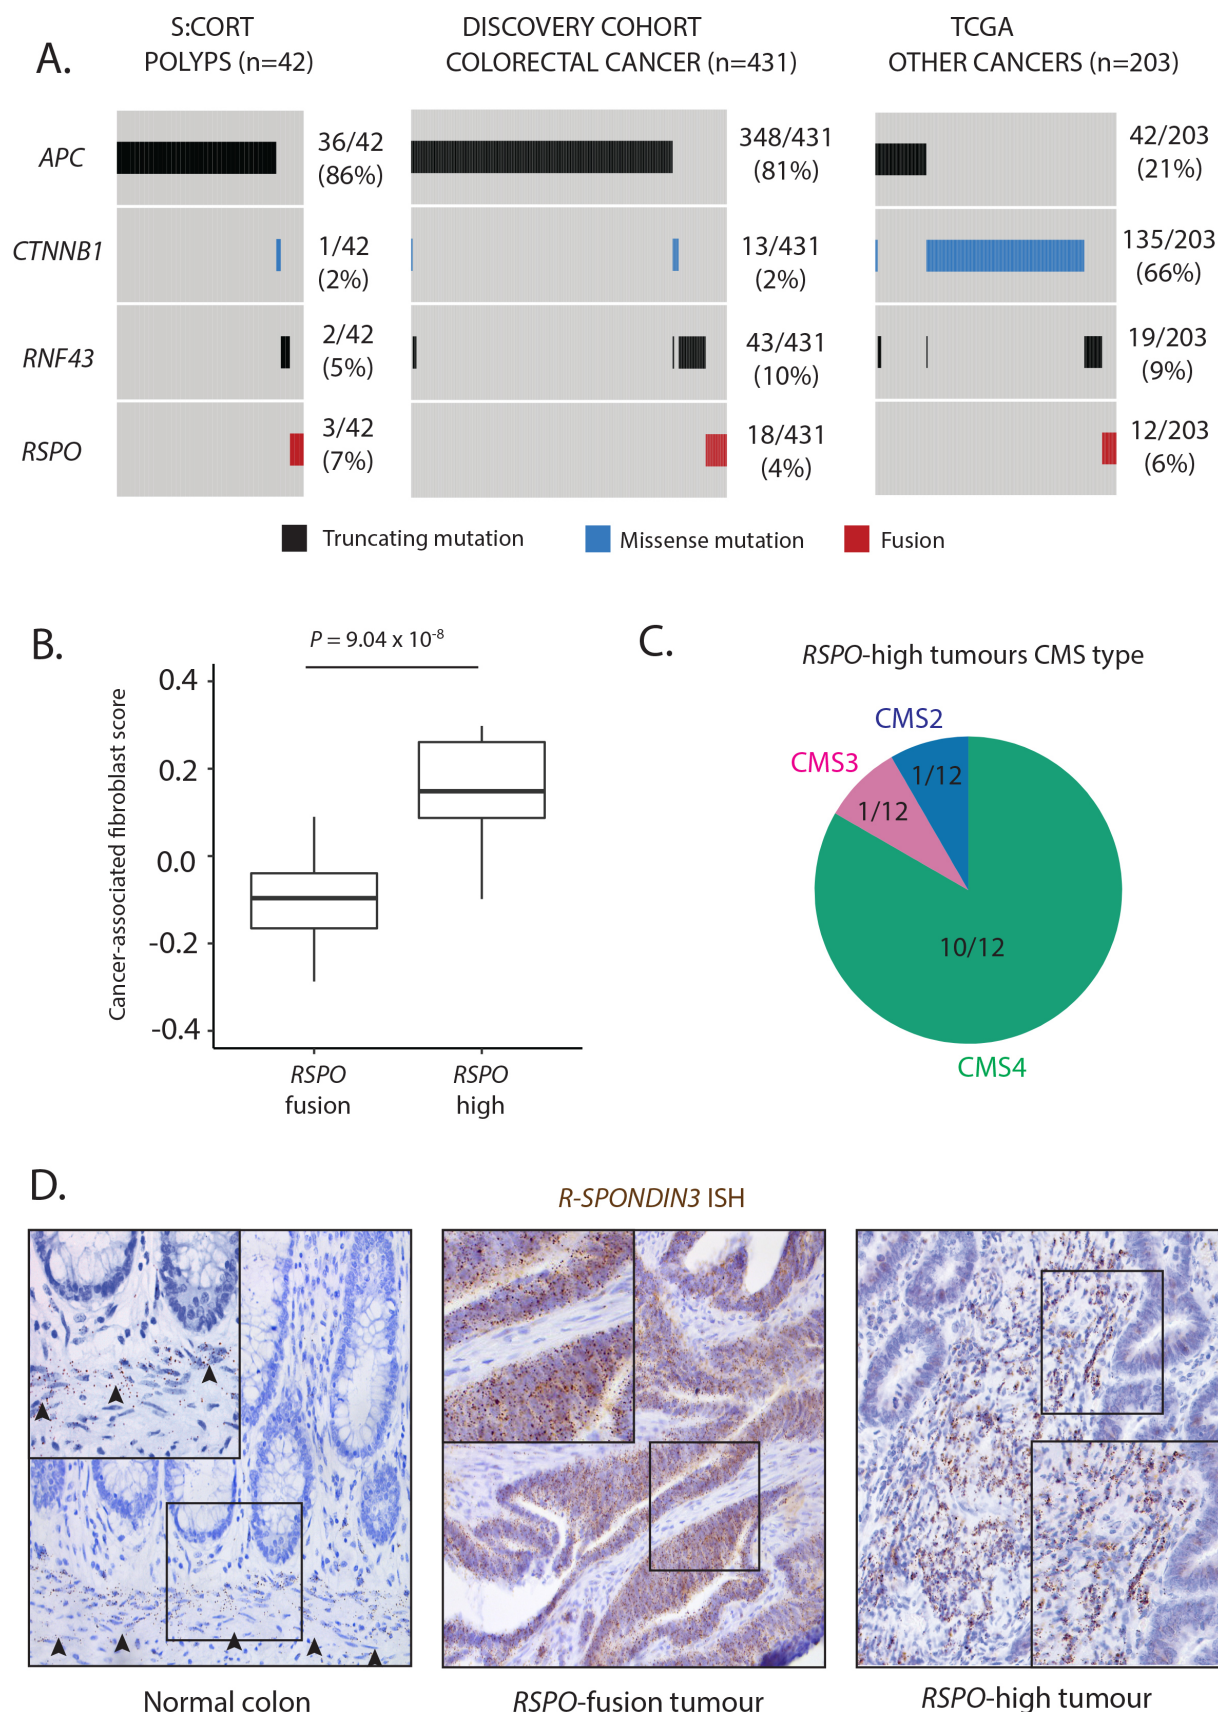 A.
S:CORT
POLYPS (n=42)
DISCOVERY COHORT
COLORECTAL CANCER (n=431)
TCGA
OTHER CANCERS (n=203)
APC
36/42
(86%)
348/431
(81%)
42/203
(21%)
CTNNB1
1/42
(2%)
13/431
(2%)
135/203
(66%)
RNF43
2/42
(5%)
43/431
(10%)
19/203
(9%)
RSPO
3/42
(7%)
18/431
(4%)
12/203
(6%)
Truncating mutation
Missense mutation
Fusion
B.
P = 9.04 x 10-8
Cancer-associated fibroblast score
0.4
0.2
0.0
-0.2
-0.4
RSPO
fusion
RSPO
high
C.
RSPO-high tumours CMS type
CMS2
CMS3
1/12
1/12
10/12
CMS4
D.
R-SPONDIN3 ISH
Normal colon
RSPO-fusion tumour
RSPO-high tumour